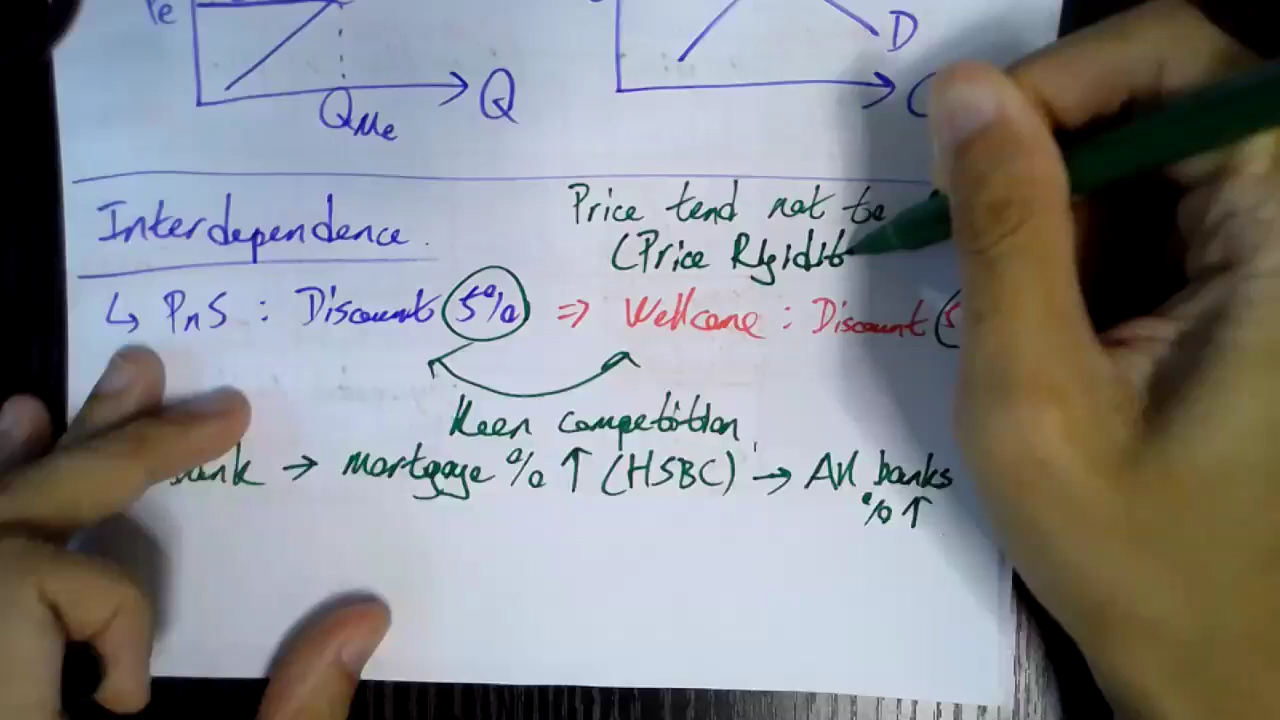 Pe
Q
QMe
D
Interdependence.
Price tend not to
(Price Rigidit
↳ PnS : Discount 5% ⇒ Wellcome : Discount
Keen competition
bank → mortgage % ↑ (HSBC) → All banks
% ↑